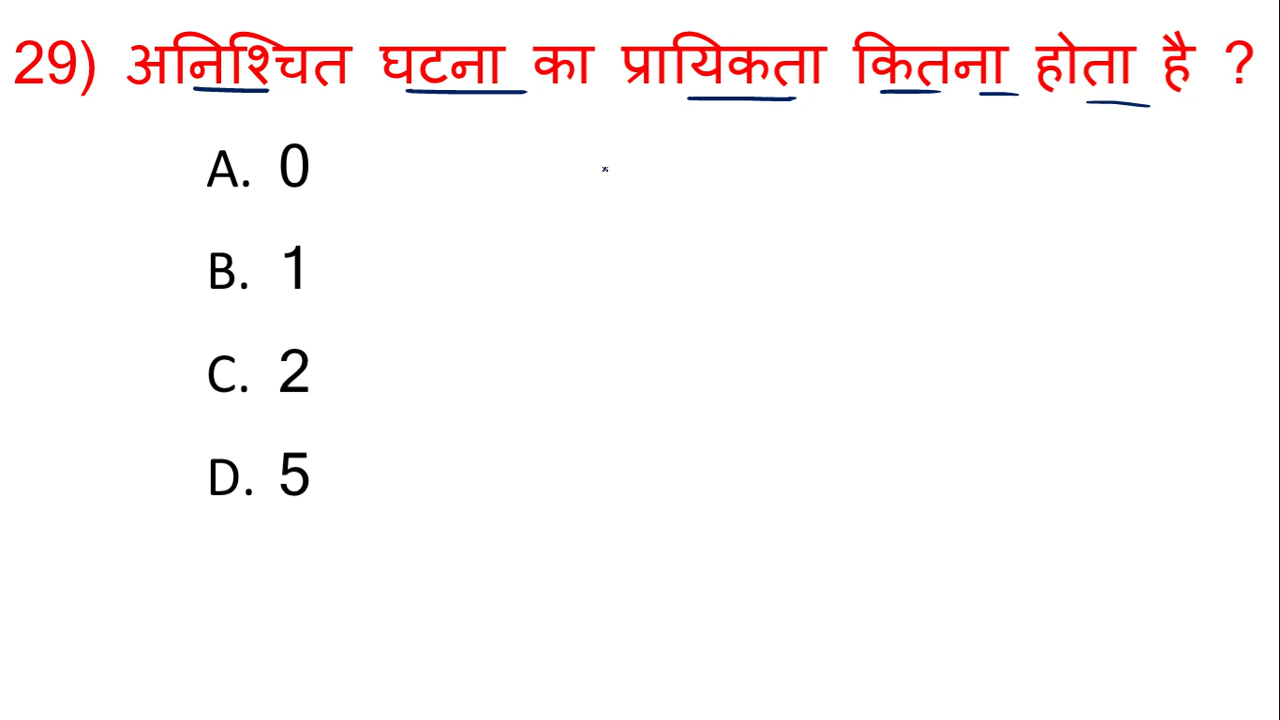 29) अनिश्चित घटना का प्रायिकता कितना होता है ?
A. 0
B. 1
C. 2
D. 5